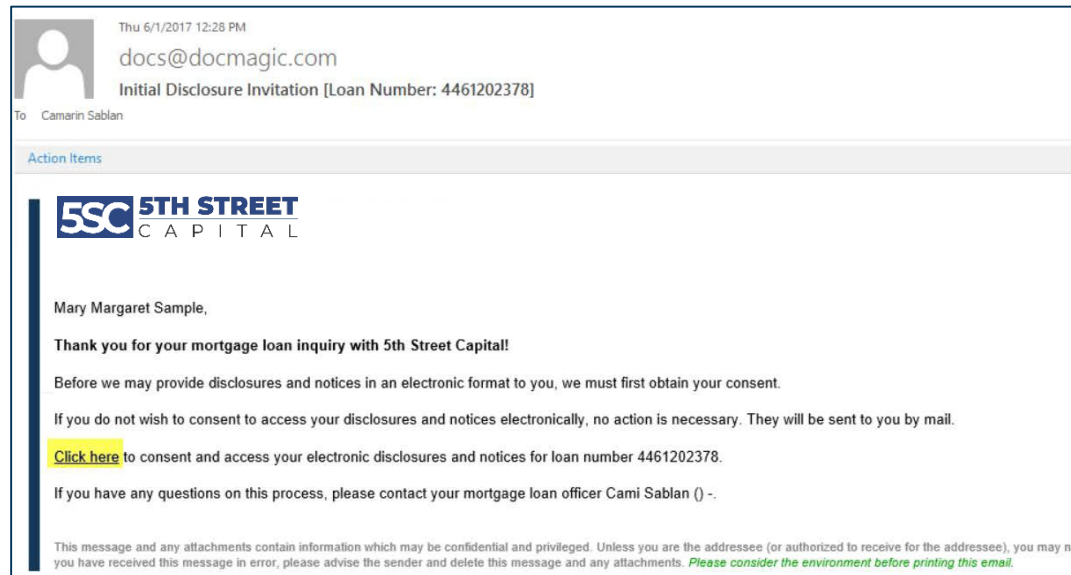 Thu 6/1/2017 12:28 PM
docs@docmagic.com
Initial Disclosure Invitation [Loan Number: 4461202378]
To Camarin Sablan
Action Items
5SC 5TH STREET
CAPITAL
Mary Margaret Sample,
Thank you for your mortgage loan inquiry with 5th Street Capital!
Before we may provide disclosures and notices in an electronic format to you, we must first obtain your consent.
If you do not wish to consent to access your disclosures and notices electronically, no action is necessary. They will be sent to you by mail.
Click here to consent and access your electronic disclosures and notices for loan number 4461202378.
If you have any questions on this process, please contact your mortgage loan officer Cami Sablan () -.
This message and any attachments contain information which may be confidential and privileged. Unless you are the addressee (or authorized to receive for the addressee), you may
you have received this message in error, please advise the sender and delete this message and any attachments. Please consider the environment before printing this email.